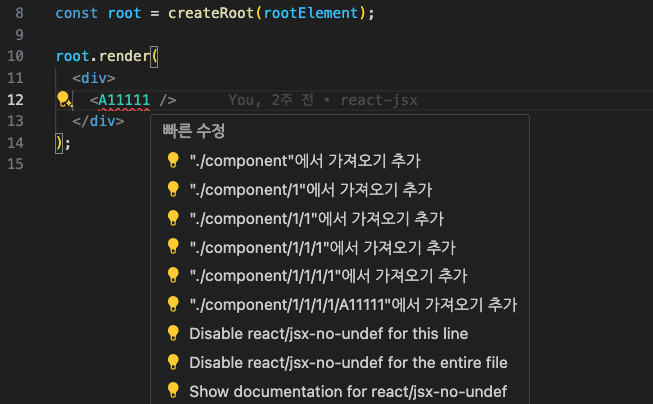 8 const root = createRoot(rootElement);
9
10 root.render(
11 <div>
12 <A11111 /> You, 2주 전 • react-jsx
13 </div>
14 );
15
빠른 수정
"./component"에서 가져오기 추가
"./component/1"에서 가져오기 추가
"./component/1/1"에서 가져오기 추가
"./component/1/1/1"에서 가져오기 추가
"./component/1/1/1/1"에서 가져오기 추가
"./component/1/1/1/1/A11111"에서 가져오기 추가
Disable react/jsx-no-undef for this line
Disable react/jsx-no-undef for the entire file
Show documentation for react/jsx-no-undef